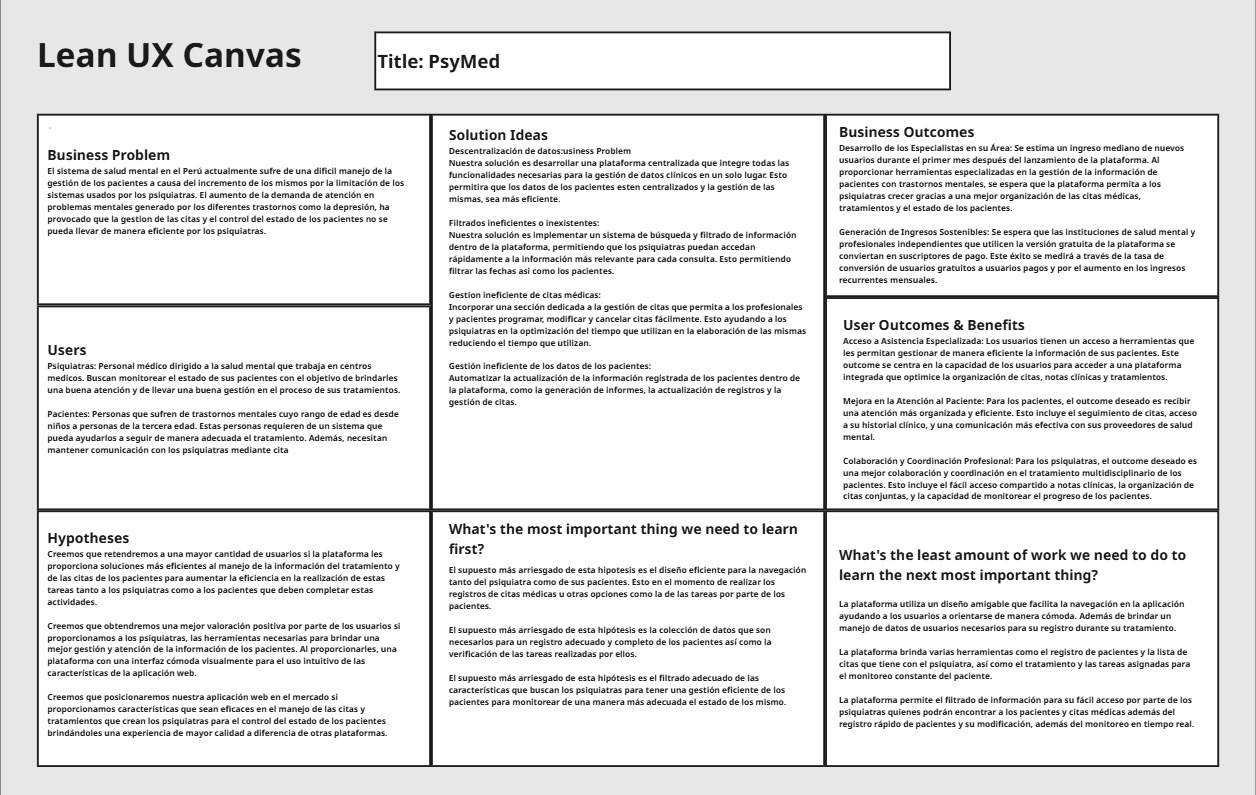 Lean UX Canvas
Title: PsyMed
Business Problem
El sistema de salud mental en el Perú actualmente sufre de una dificil manejo de la
gestión de los pacientes a causa del incremento de los mismos por la limitación de los
sistemas usados por los psiquiatras. El aumento de la demanda de atención en
problemas mentales generado por los diferentes trastornos como la depresión, ha
provocado que la gestion de las citas y el control del estado de los pacientes no se
pueda llevar de manera eficiente por los psiquiatras.
Users
Psiquiatras: Personal médico dirigido a la salud mental que trabaja en centros
medicos. Buscan monitorear el estado de sus pacientes con el objetivo de brindarles
una buena atención y de llevar una buena gestión en el proceso de sus tratamientos.
Pacientes: Personas que sufren de trastornos mentales cuyo rango de edad es desde
niños a personas de la tercera edad. Estas personas requieren de un sistema que
pueda ayudarlos a seguir de manera adecuada el tratamiento. Además, necesitan
mantener comunicación con los psiquiatras mediante cita
Solution Ideas
Descentralización de datos:usiness Problem
Nuestra solución es desarrollar una plataforma centralizada que integre todas las
funcionalidades necesarias para la gestión de datos clínicos en un solo lugar. Esto
permitira que los datos de los pacientes esten centralizados y la gestión de las
mismas, sea más eficiente.
Filtrados ineficientes o inexistentes:
Nuestra solución es implementar un sistema de búsqueda y filtrado de información
dentro de la plataforma, permitiendo que los psiquiatras puedan accedan
rápidamente a la información más relevante para cada consulta. Esto permitiendo
filtrar las fechas asi como los pacientes.
Gestion ineficiente de citas médicas:
Incorporar una sección dedicada a la gestión de citas que permita a los profesionales
y pacientes programar, modificar y cancelar citas fácilmente. Esto ayudando a los
psiquiatras en la optimización del tiempo que utilizan en la elaboración de las mismas
reduciendo el tiempo que utilizan.
Gestión ineficiente de los datos de los pacientes:
Automatizar la actualización de la información registrada de los pacientes dentro de
la plataforma, como la generación de informes, la actualización de registros y la
gestión de citas.
Business Outcomes
Desarrollo de los Especialistas en su Área: Se estima un ingreso mediano de nuevos
usuarios durante el primer mes después del lanzamiento de la plataforma. Al
proporcionar herramientas especializadas en la gestión de la información de
pacientes con trastornos mentales, se espera que la plataforma permita a los
psiquiatras crecer gracias a una mejor organización de las citas médicas,
tratamientos y el estado de los pacientes.
Generación de Ingresos Sostenibles: Se espera que las instituciones de salud mental y
profesionales independientes que utilicen la versión gratuita de la plataforma se
conviertan en suscriptores de pago. Este éxito se medirá a través de la tasa de
conversión de usuarios gratuitos a usuarios pagos y por el aumento en los ingresos
recurrentes mensuales.
User Outcomes & Benefits
Acceso a Asistencia Especializada: Los usuarios tienen un acceso a herramientas que
les permitan gestionar de manera eficiente la información de sus pacientes. Este
outcome se centra en la capacidad de los usuarios para acceder a una plataforma
integrada que optimice la organización de citas, notas clínicas y tratamientos.
Mejora en la Atención al Paciente: Para los pacientes, el outcome deseado es recibir
una atención más organizada y eficiente. Esto incluye el seguimiento de citas, acceso
a su historial clínico, y una comunicación más efectiva con sus proveedores de salud
mental.
Colaboración y Coordinación Profesional: Para los psiquiatras, el outcome deseado es
una mejor colaboración y coordinación en el tratamiento multidisciplinario de los
pacientes. Esto incluye el fácil acceso compartido a notas clínicas, la organización de
citas conjuntas, y la capacidad de monitorear el progreso de los pacientes.
Hypotheses
Creemos que retendremos a una mayor cantidad de usuarios si la plataforma les
proporciona soluciones más eficientes al manejo de la información del tratamiento y
de las citas de los pacientes para aumentar la eficiencia en la realización de estas
tareas tanto a los psiquiatras como a los pacientes que deben completar estas
actividades.
Creemos que obtendremos una mejor valoración positiva por parte de los usuarios si
proporcionamos a los psiquiatras, las herramientas necesarias para brindar una
mejor gestión y atención de la información de los pacientes. Al proporcionarles, una
plataforma con una interfaz cómoda visualmente para el uso intuitivo de las
características de la aplicación web.
Creemos que posicionaremos nuestra aplicación web en el mercado si
proporcionamos características que sean eficaces en el manejo de las citas y
tratamientos que crean los psiquiatras para el control del estado de los pacientes
brindándoles una experiencia de mayor calidad a diferencia de otras plataformas.
What's the most important thing we need to learn
first?
El supuesto más arriesgado de esta hipotesis es el diseño eficiente para la navegación
tanto del psiquiatra como de sus pacientes. Esto en el momento de realizar los
registros de citas médicas u otras opciones como la de las tareas por parte de los
pacientes.
El supuesto más arriesgado de esta hipótesis es la colección de datos que son
necesarios para un registro adecuado y completo de los pacientes así como la
verificación de las tareas realizadas por ellos.
El supuesto más arriesgado de esta hipótesis es el filtrado adecuado de las
características que buscan los psiquiatras para tener una gestión eficiente de los
pacientes para monitorear de una manera más adecuada el estado de los mismo.
What's the least amount of work we need to do to
learn the next most important thing?
La plataforma utiliza un diseño amigable que facilita la navegación en la aplicación
ayudando a los usuarios a orientarse de manera cómoda. Además de brindar un
manejo de datos de usuarios necesarios para su registro durante su tratamiento.
La plataforma brinda varias herramientas como el registro de pacientes y la lista de
citas que tiene con el psiquiatra, así como el tratamiento y las tareas asignadas para
el monitoreo constante del paciente.
La plataforma permite el filtrado de información para su fácil acceso por parte de los
psiquiatras quienes podrán encontrar a los pacientes y citas médicas además del
registro rápido de pacientes y su modificación, además del monitoreo en tiempo real.